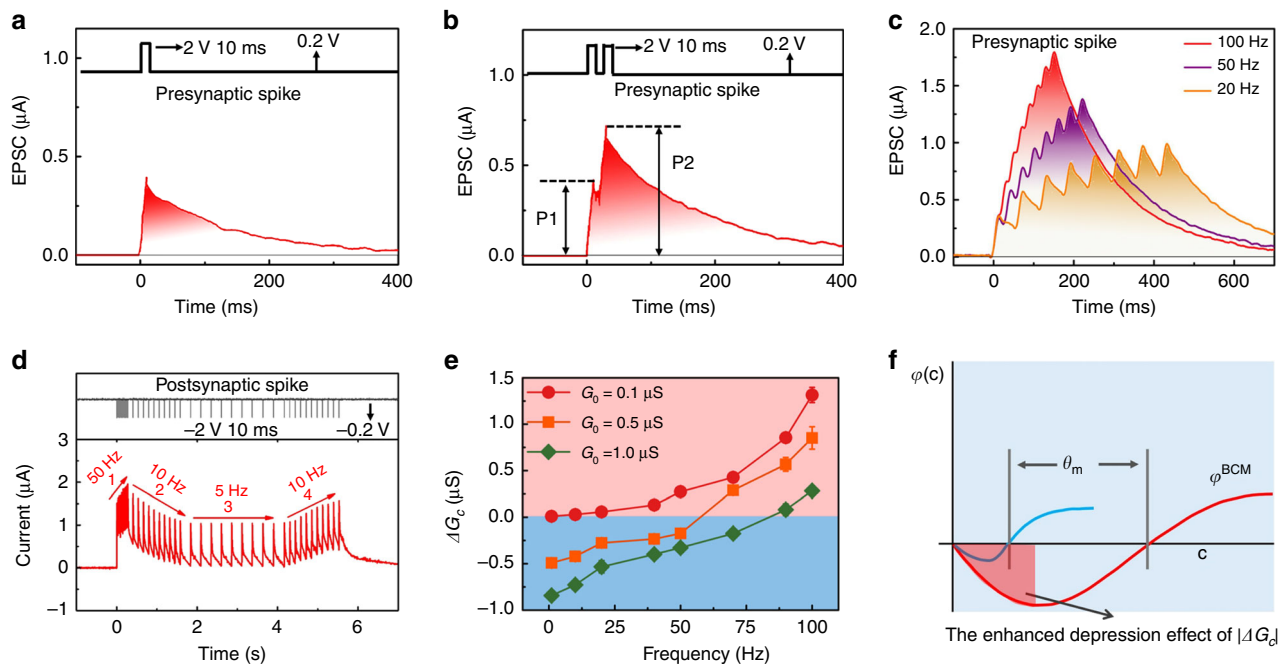 a
2 V 10 ms
0.2 V
Presynaptic spike
1.0
0.5
0.0
EPSC (μA)
0
200
400
Time (ms)
b
2 V 10 ms
0.2 V
Presynaptic spike
1.0
0.5
0.0
EPSC (μA)
P1
P2
0
200
400
Time (ms)
c
Presynaptic spike
100 Hz
50 Hz
20 Hz
2.0
1.5
1.0
0.5
0.0
EPSC (μA)
0
200
400
600
Time (ms)
d
Postsynaptic spike
−2 V 10 ms
−0.2 V
3
2
1
0
−1
Current (μA)
50 Hz
1
10 Hz
2
5 Hz
3
10 Hz
4
0
2
4
6
Time (s)
e
G0 = 0.1 μS
G0 = 0.5 μS
G0 =1.0 μS
1.5
1.0
0.5
0.0
−0.5
−1.0
ΔGc (μS)
0
25
50
75
100
Frequency (Hz)
f
φ(c)
θm
φBCM
c
The enhanced depression effect of |ΔGc|